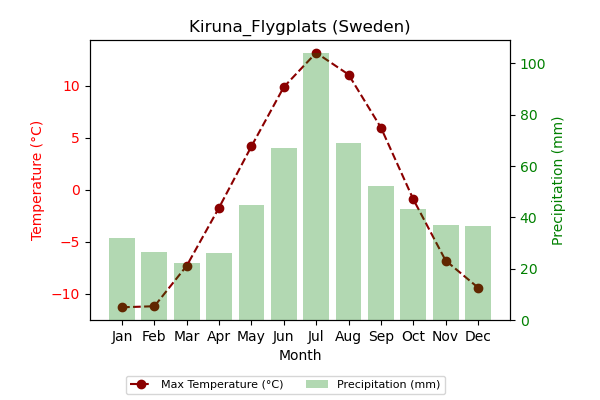 Kiruna_Flygplats (Sweden)
Temperature (°C)
10
5
0
−5
−10
100
80
60
40
20
0
Precipitation (mm)
Jan Feb Mar Apr May Jun Jul Aug Sep Oct Nov Dec
Month
Max Temperature (°C) Precipitation (mm)